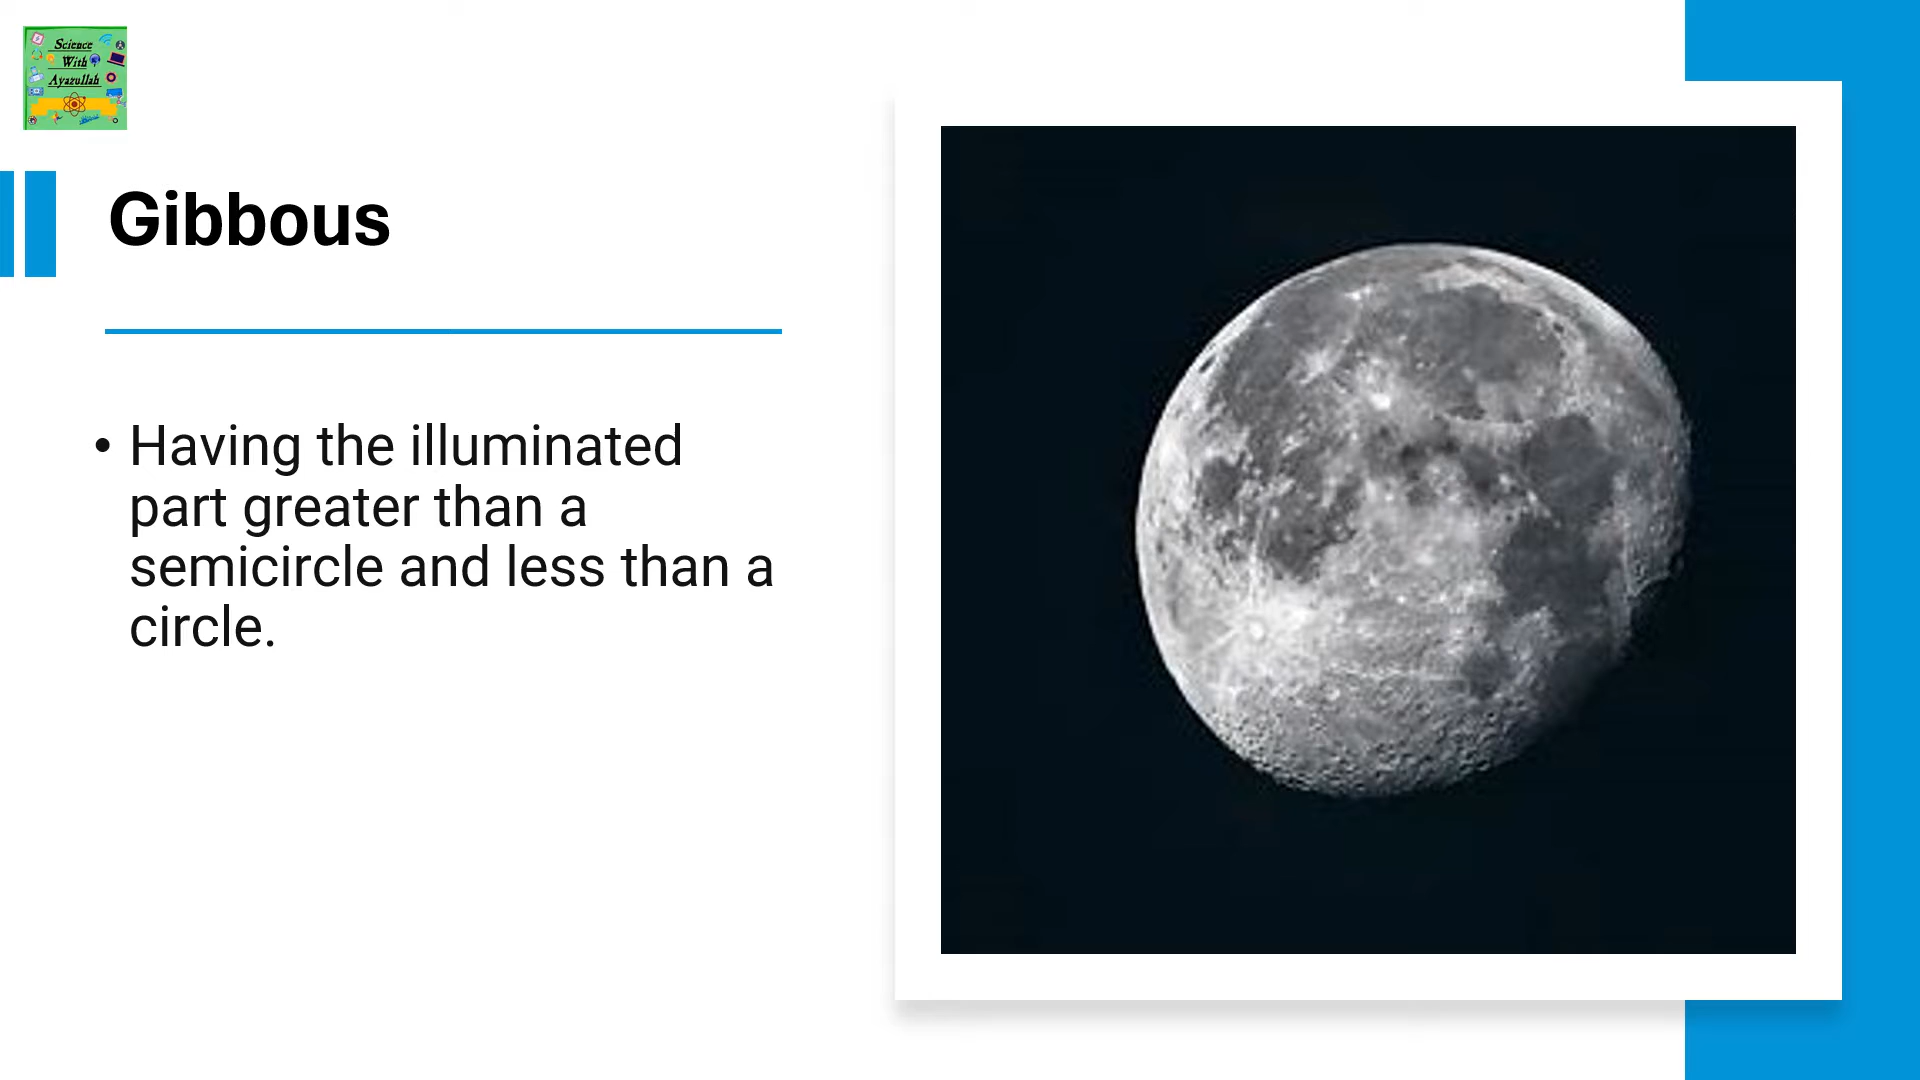 Science
With
Ayazullah
Gibbous
• Having the illuminated
part greater than a
semicircle and less than a
circle.